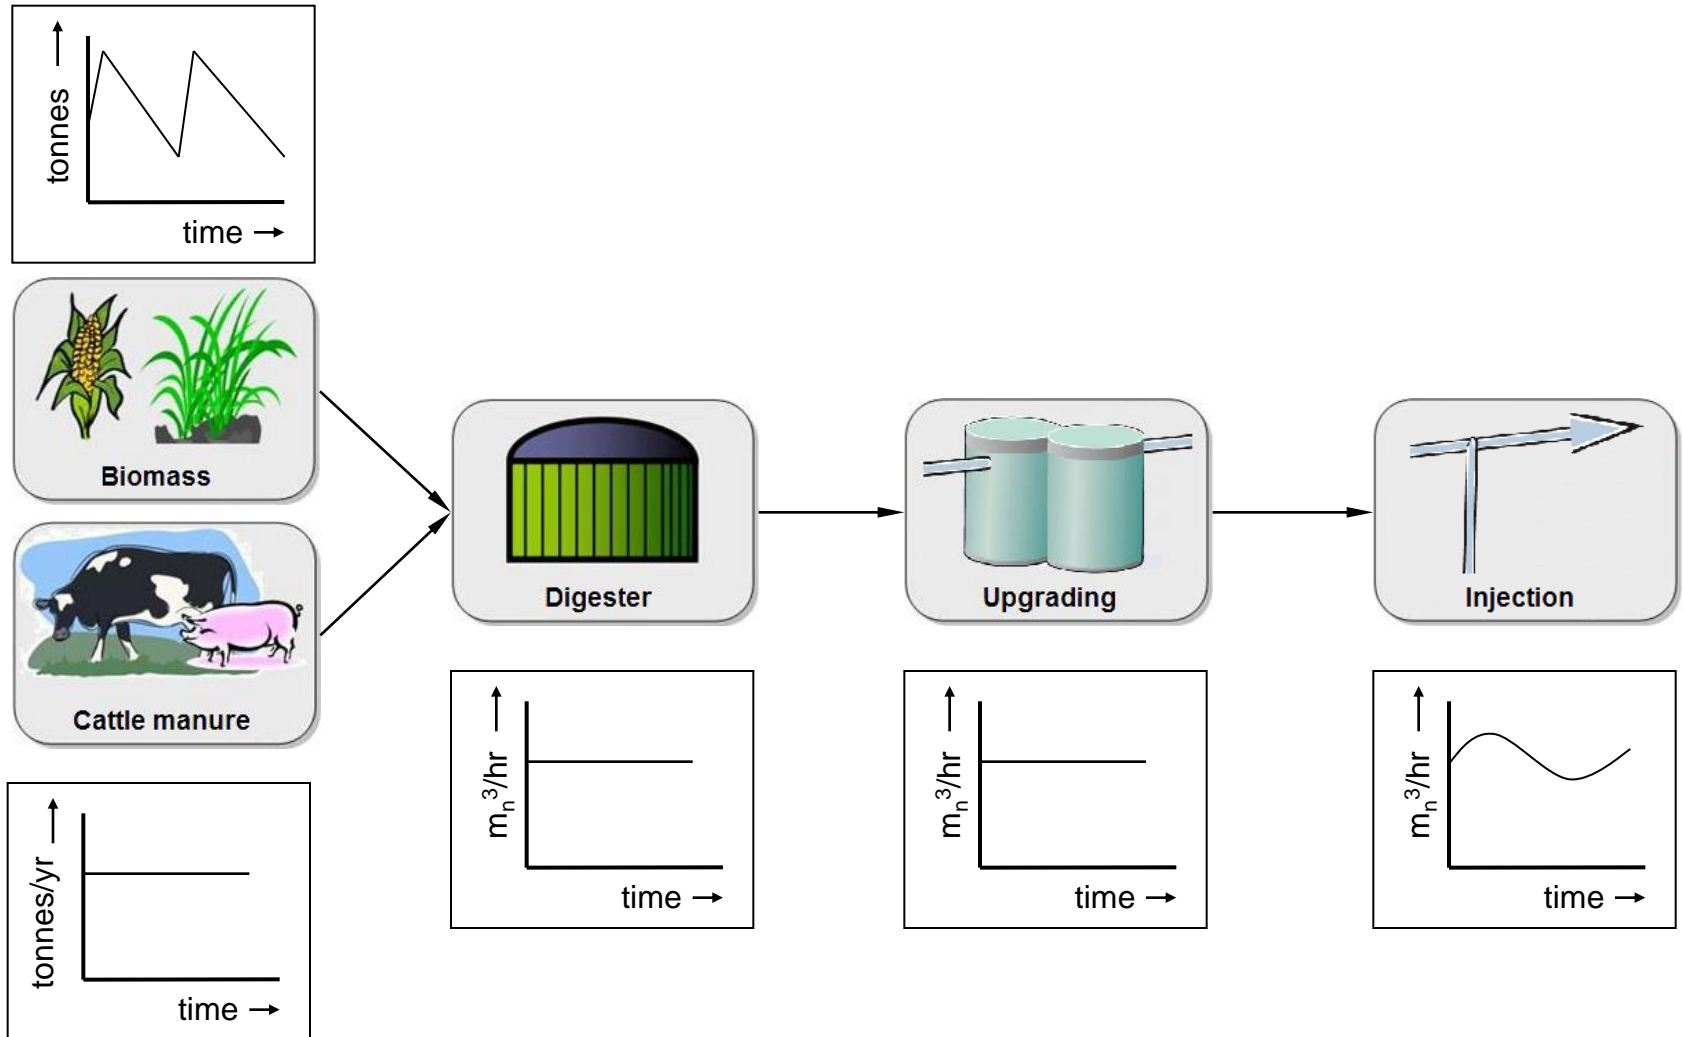 tonnes
time
Biomass
Cattle manure
tonnes/yr
time
Digester
mn3/hr
time
Upgrading
mn3/hr
time
Injection
mn3/hr
time